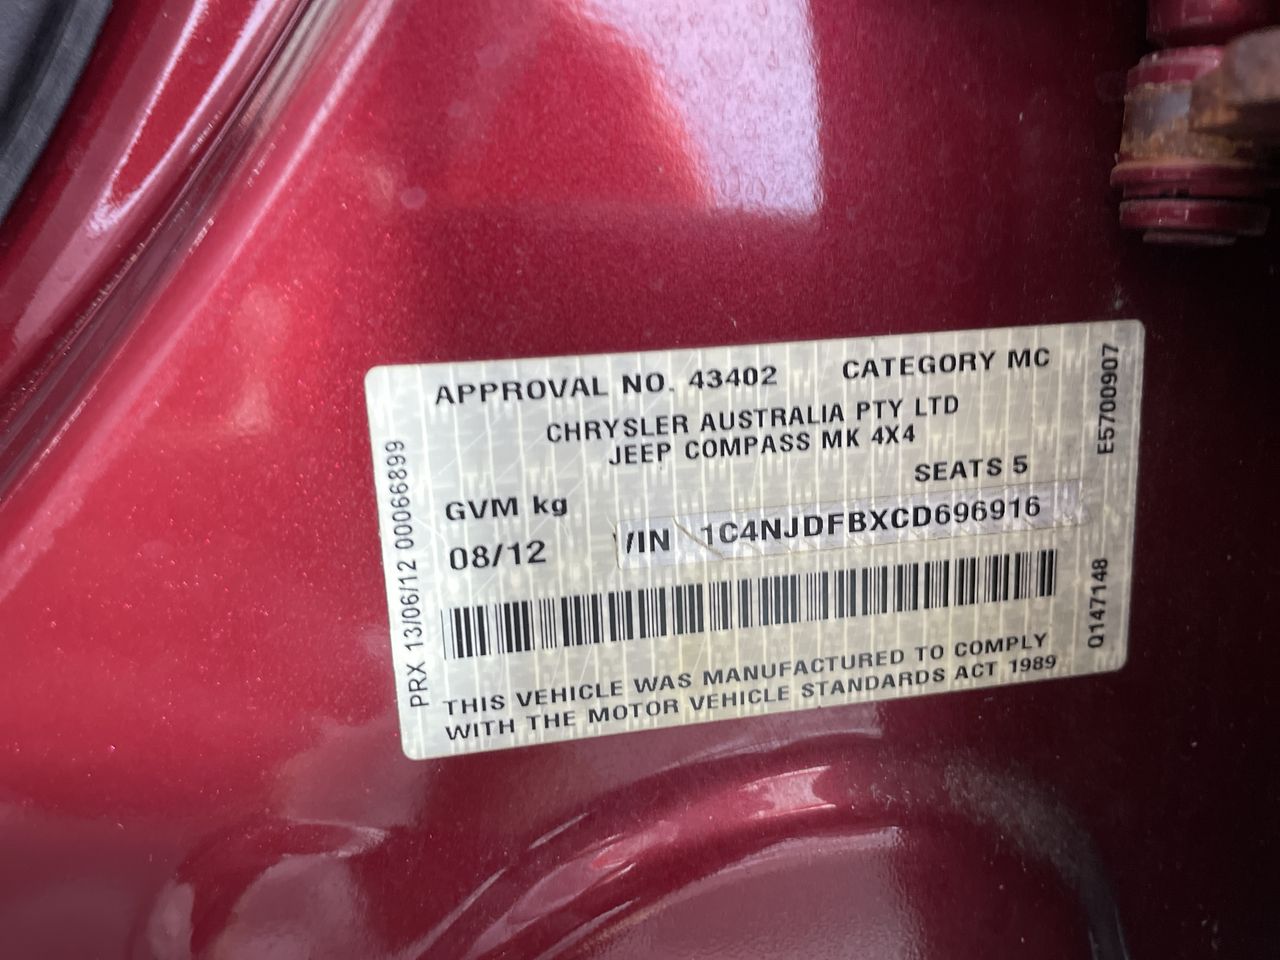 APPROVAL NO. 43402 CATEGORY MC
CHRYSLER AUSTRALIA PTY LTD
JEEP COMPASS MK 4X4
SEATS 5
GVM kg
08/12
/IN 1C4NJDFBXCD696916
THIS VEHICLE WAS MANUFACTURED TO COMPLY
WITH THE MOTOR VEHICLE STANDARDS ACT 1989
PRX 13/06/12 00066899
E5700907
Q147148